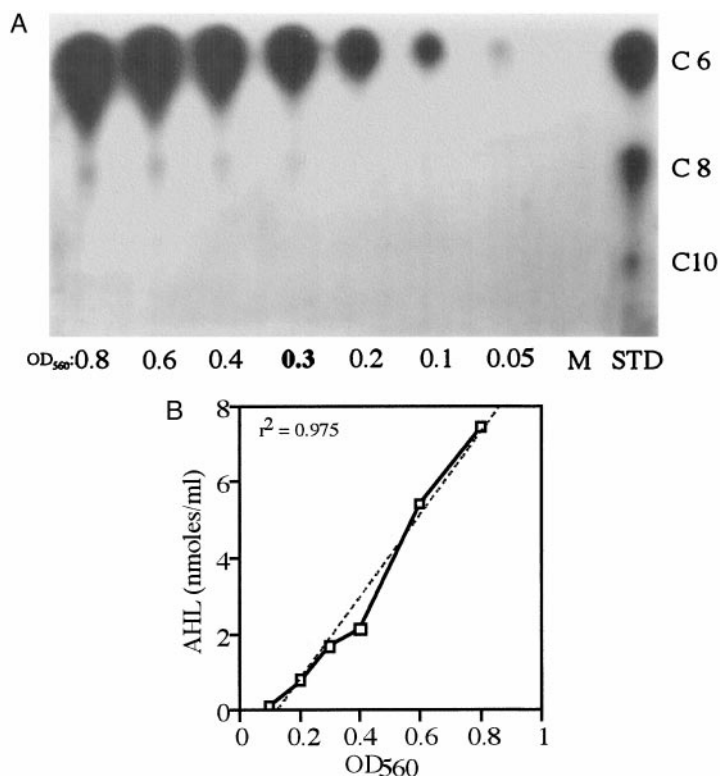 A
C 6
C 8
C10
OD560:0.8 0.6 0.4 0.3 0.2 0.1 0.05 M STD
B
r² = 0.975
8
6
4
2
0
AHL (nmoles/ml)
0 0.2 0.4 0.6 0.8 1
OD560